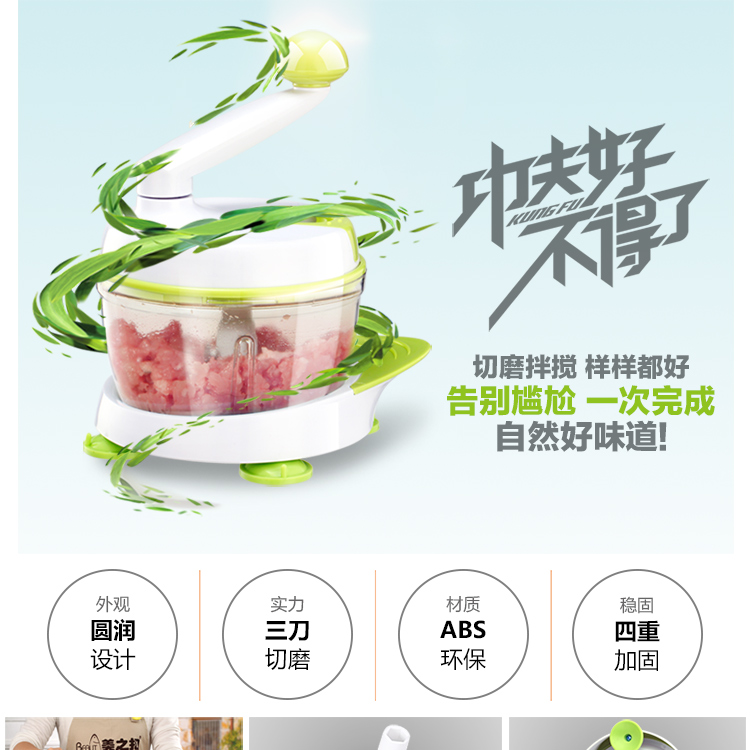 功夫好
KUNG FU
不得了
切磨拌搅 样样都好
告别尴尬 一次完成
自然好味道!
外观
圆润
设计
实力
三刀
切磨
材质
ABS
环保
稳固
四重
加固